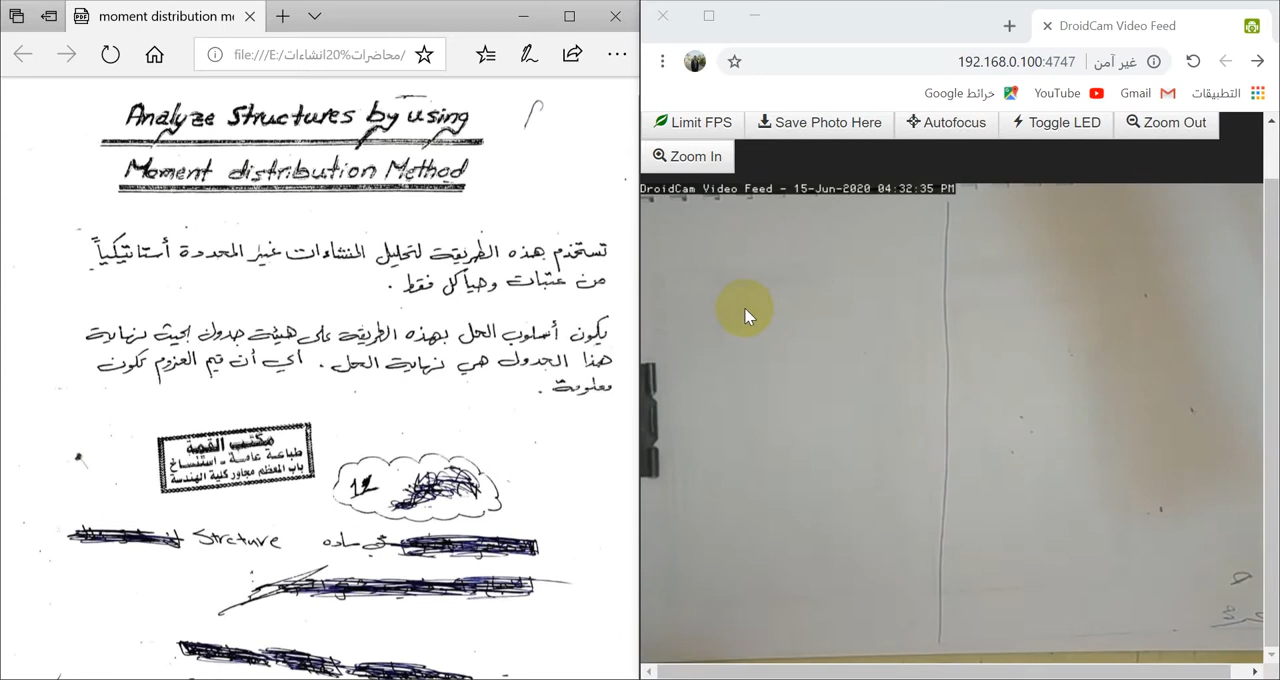 moment distribution m
file:///E:/محاضرات%20انشاءات/
Analyze Structures by using
Moment distribution Method
تستخدم هذه الطريقة لتحليل المنشاءات غير المحددة أستاتيكياً
من عتبات وهياكل فقط .
يكون أسلوب الحل بهذه الطريقة على هيئة جدول بحيث نهاية
هذا الجدول هي نهاية الحل . أي أن قيم العزوم تكون
معلومة .
مكتب القمة
طباعة عامة - استنساخ
باب المعظم مجاور كلية الهندسة
12
Strcture
DroidCam Video Feed
192.168.0.100:4747
غير آمن
خرائط Google
YouTube
Gmail
التطبيقات
Limit FPS
Save Photo Here
Autofocus
Toggle LED
Zoom Out
Zoom In
DroidCam Video Feed - 15-Jun-2020 04:32:35 PM